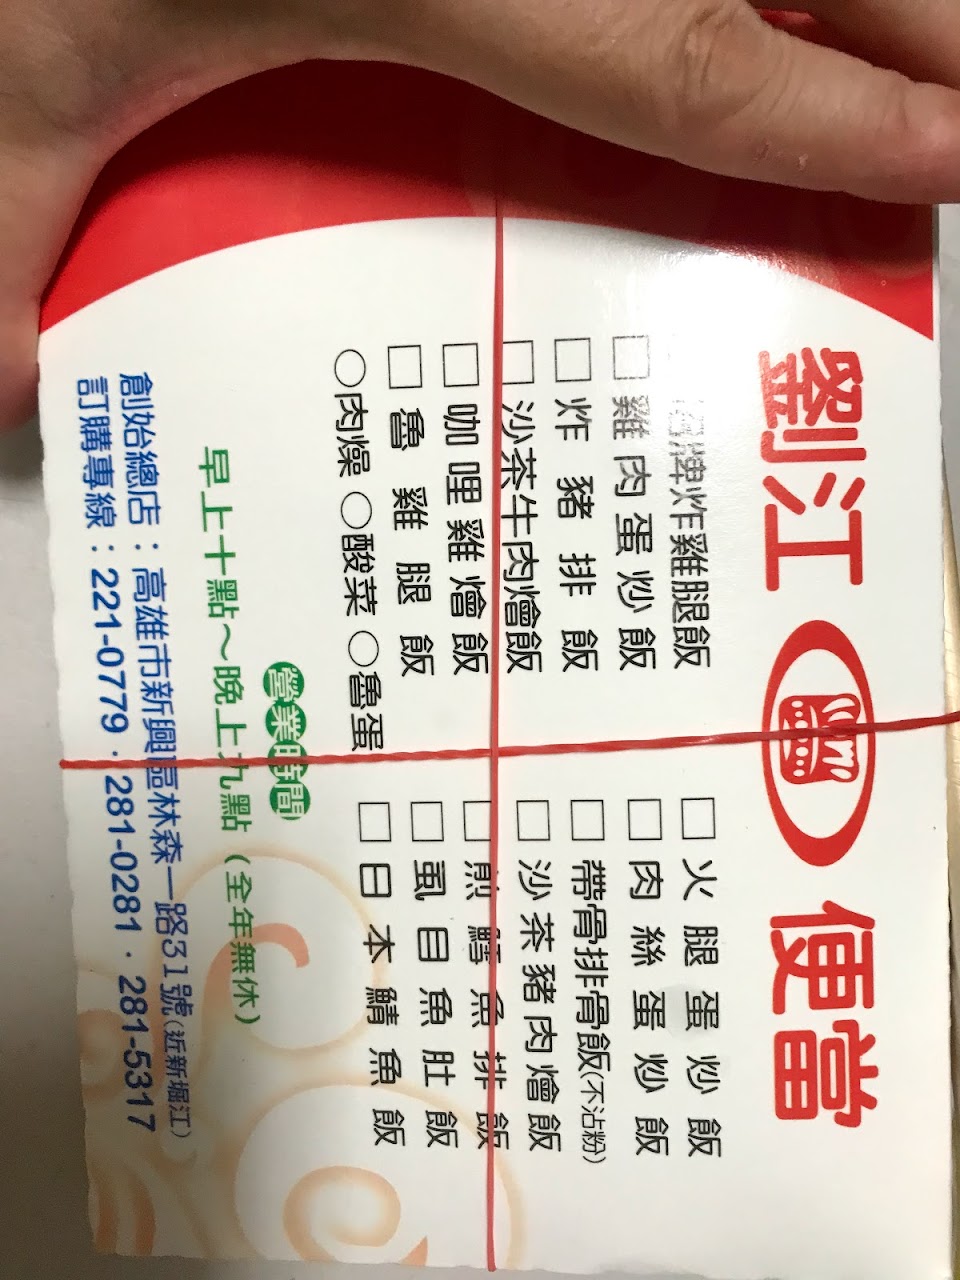 劉江 便當
牌炸雞腿飯
□雞肉蛋炒飯
□炸豬排飯
□沙茶牛肉燴飯
□咖哩雞燴飯
□魯雞腿飯
○肉燥 ○酸菜 ○魯蛋
□火腿蛋炒飯
□肉絲蛋炒飯
□帶骨排骨飯(不沾粉)
□沙茶豬肉燴飯
□煎鱈魚排飯
□虱目魚肚飯
□日本鯖魚飯
營業時間
早上十點～晚上九點（全年無休）
創始總店：高雄市新興區林森一路31號(近新堀江)
訂購專線：221-0779·281-0281·281-5317